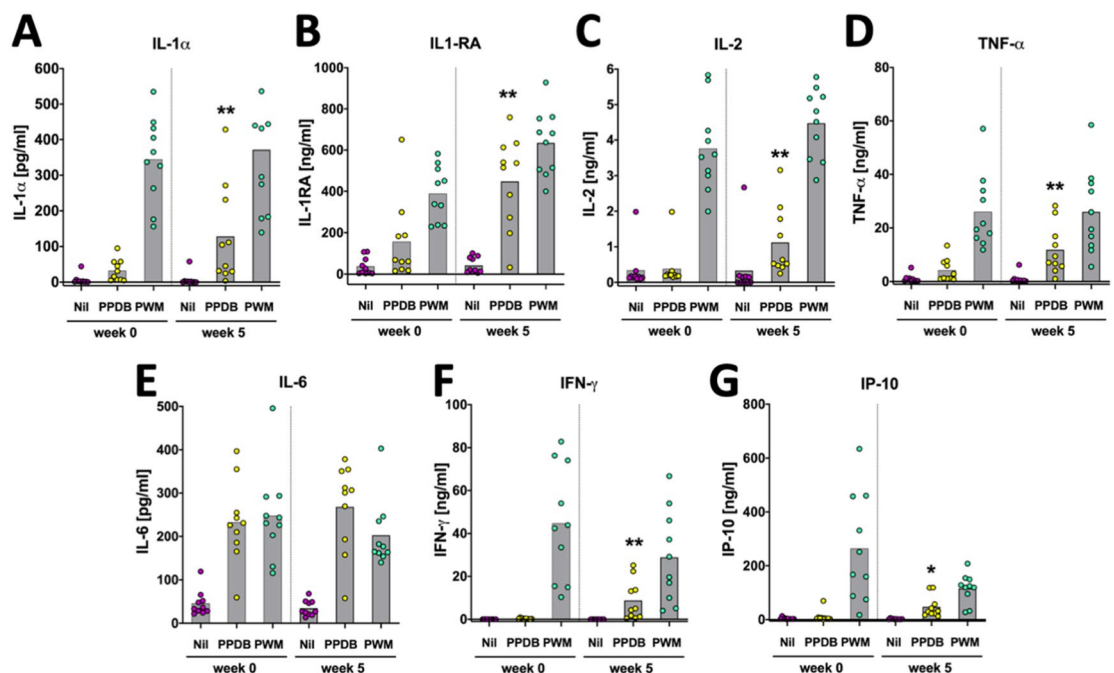 A
IL-1α
IL-1α [pg/ml]
600
500
400
300
200
100
0
**
Nil PPDB PWM Nil PPDB PWM
week 0 week 5
B
IL1-RA
IL-1RA [ng/ml]
1000
800
600
400
200
0
**
Nil PPDB PWM Nil PPDB PWM
week 0 week 5
C
IL-2
IL-2 [ng/ml]
6
5
4
3
2
1
0
**
Nil PPDB PWM Nil PPDB PWM
week 0 week 5
D
TNF-α
TNF-α [ng/ml]
80
60
40
20
0
**
Nil PPDB PWM Nil PPDB PWM
week 0 week 5
E
IL-6
IL-6 [pg/ml]
500
400
300
200
100
0
Nil PPDB PWM Nil PPDB PWM
week 0 week 5
F
IFN-γ
IFN-γ [ng/ml]
100
80
60
40
20
0
**
Nil PPDB PWM Nil PPDB PWM
week 0 week 5
G
IP-10
IP-10 [ng/ml]
800
600
400
200
0
*
Nil PPDB PWM Nil PPDB PWM
week 0 week 5